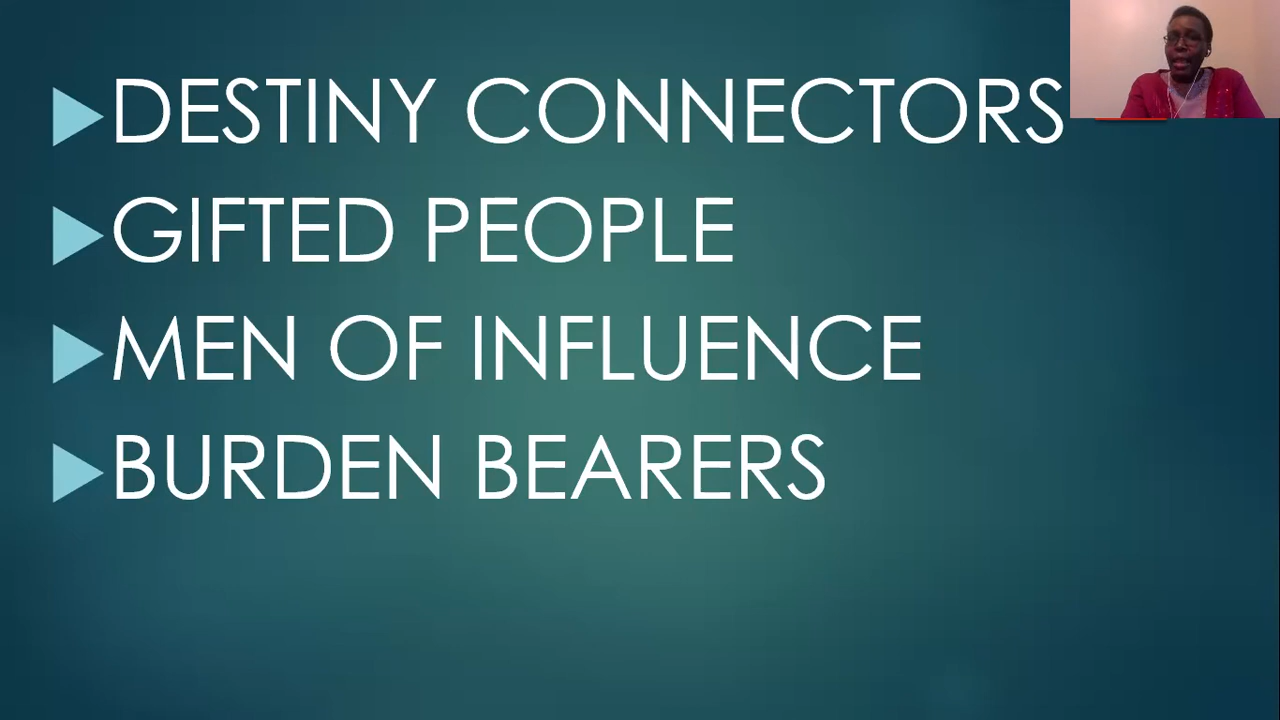 DESTINY CONNECTORS
GIFTED PEOPLE
MEN OF INFLUENCE
BURDEN BEARERS